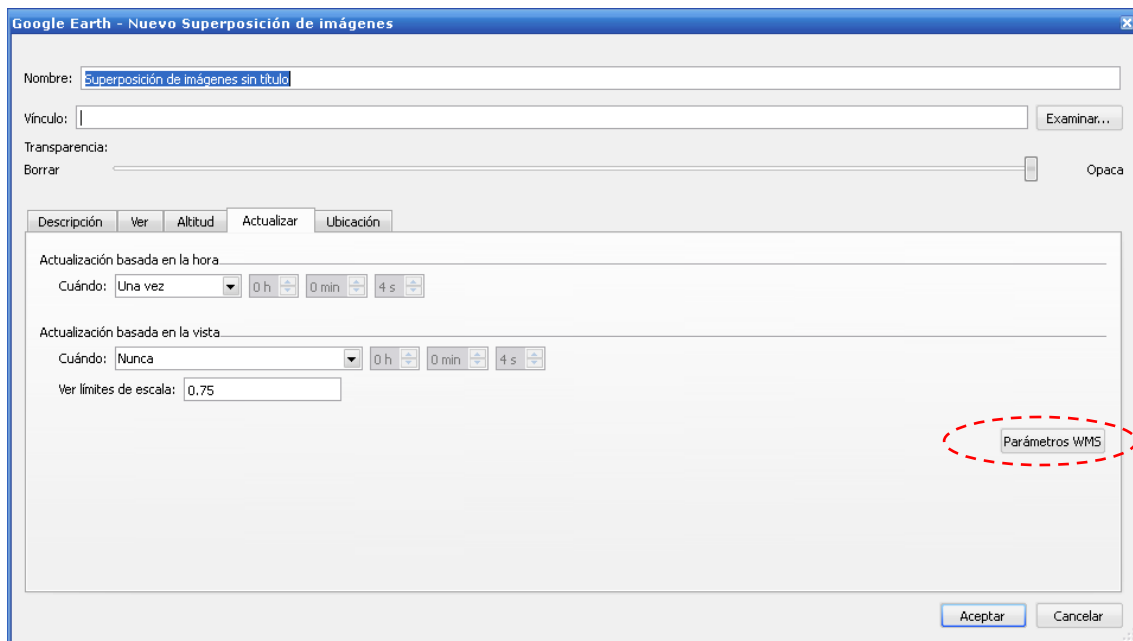 Google Earth - Nuevo Superposición de imágenes
Nombre: Superposición de imágenes sin título
Vínculo: Examinar...
Transparencia:
Borrar Opaca
Descripción Ver Altitud Actualizar Ubicación
Actualización basada en la hora
Cuándo: Una vez 0 h 0 min 4 s
Actualización basada en la vista
Cuándo: Nunca 0 h 0 min 4 s
Ver límites de escala: 0.75
Parámetros WMS
Aceptar Cancelar